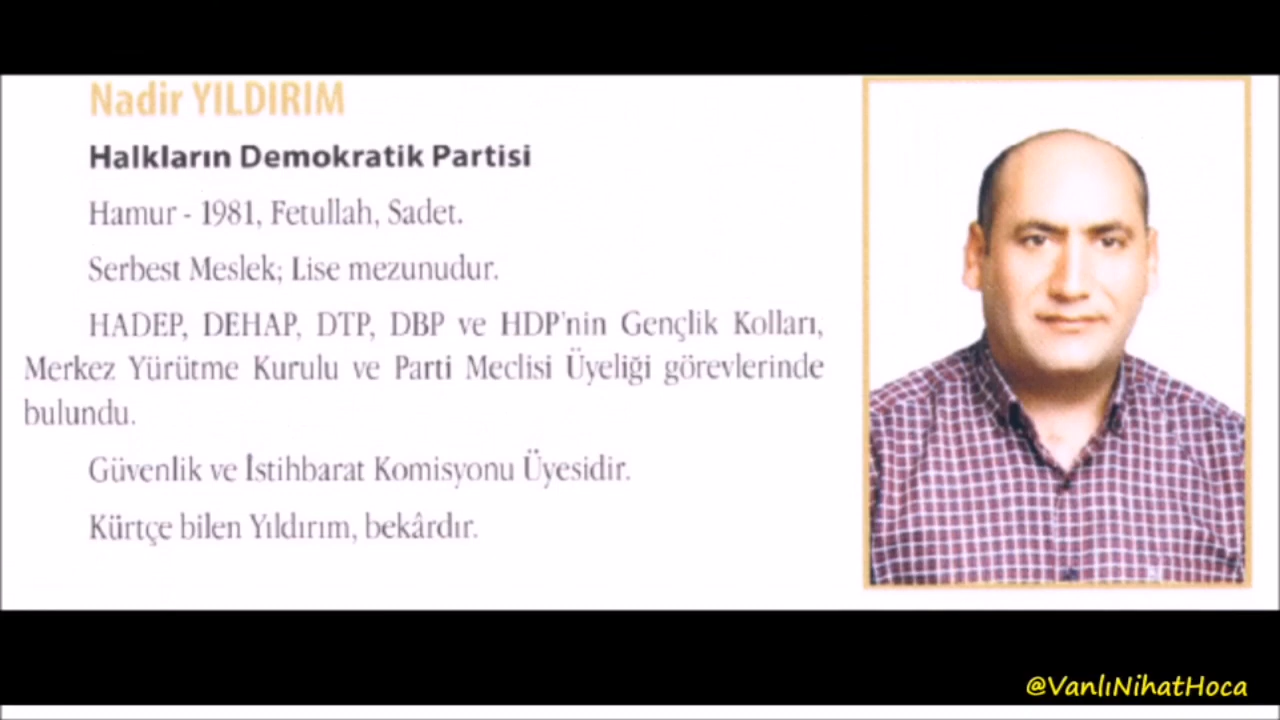 Nadir YILDIRIM
Halkların Demokratik Partisi
Hamur - 1981, Fetullah, Sadet.
Serbest Meslek; Lise mezunudur.
HADEP, DEHAP, DTP, DBP ve HDP'nin Gençlik Kolları,
Merkez Yürütme Kurulu ve Parti Meclisi Üyeliği görevlerinde
bulundu.
Güvenlik ve İstihbarat Komisyonu Üyesidir.
Kürtçe bilen Yıldırım, bekârdır.
@VanlıNihatHoca